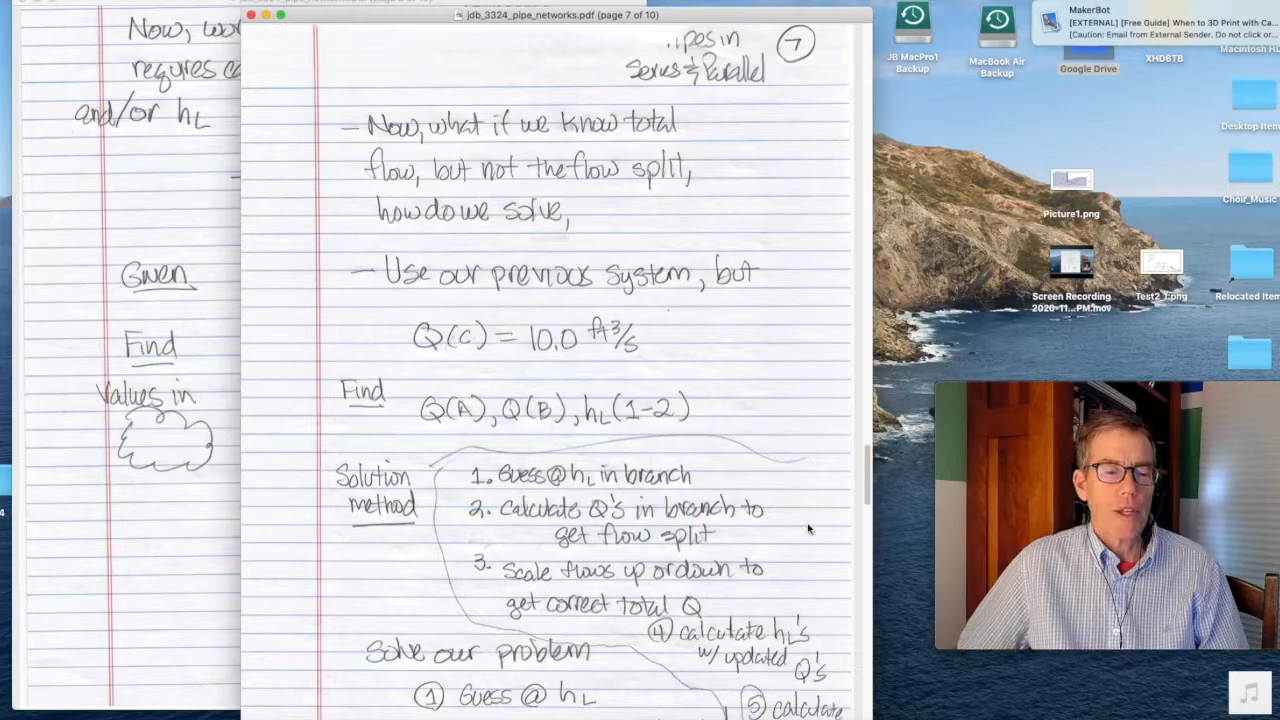 jdb_3324_pipe_networks.pdf (page 7 of 10)
Now,
requires
and/or hL
Given
Find
Values in
7
Series & Parallel
- Now, what if we know total
flow, but not the flow split,
how do we solve,
- Use our previous system, but
Q(C) = 10.0 ft3/s
Find
Q(A), Q(B), hL(1-2)
Solution
method
1. Guess @ hL in branch
2. Calculate Q's in branch to
get flow split
3. Scale flows up or down to
get correct total Q
④ calculate hL's
w/ updated
Q's
Solve our problem
① Guess @ hL
⑤ calculate
JB MacPro1
Backup
MacBook Air
Backup
Google Drive
XHD6TB
Macintosh H
MakerBot
[EXTERNAL] [Free Guide] When to 3D Print with Ca...
[Caution: Email from External Sender. Do not click or...
Desktop Item
Picture1.png
Choir_Music
Screen Recording
2020-11...PM.mov
Test2_1.png
Relocated Item